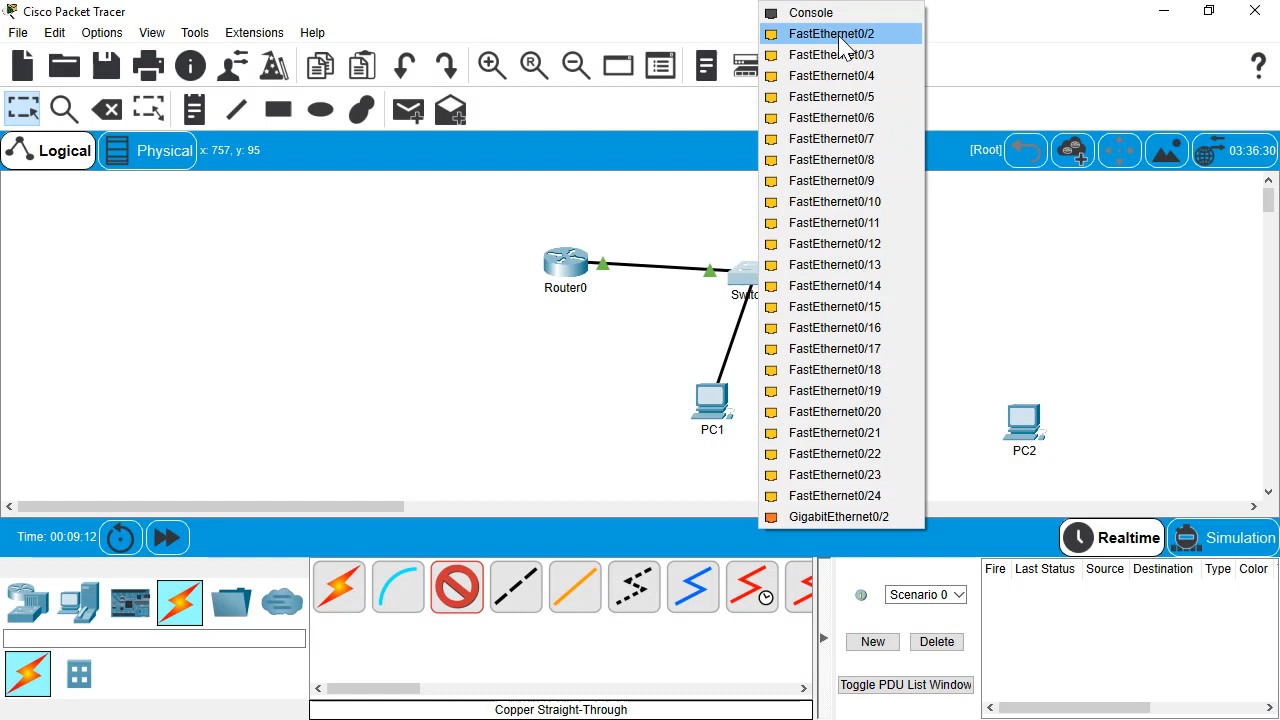 Cisco Packet Tracer
File Edit Options View Tools Extensions Help
Logical
Physical
x: 757, y: 95
[Root]
03:36:30
Console
FastEthernet0/2
FastEthernet0/3
FastEthernet0/4
FastEthernet0/5
FastEthernet0/6
FastEthernet0/7
FastEthernet0/8
FastEthernet0/9
FastEthernet0/10
FastEthernet0/11
FastEthernet0/12
FastEthernet0/13
FastEthernet0/14
FastEthernet0/15
FastEthernet0/16
FastEthernet0/17
FastEthernet0/18
FastEthernet0/19
FastEthernet0/20
FastEthernet0/21
FastEthernet0/22
FastEthernet0/23
FastEthernet0/24
GigabitEthernet0/2
Router0
Switc
PC1
PC2
Time: 00:09:12
Realtime
Simulation
Scenario 0
New
Delete
Toggle PDU List Window
Fire Last Status Source Destination Type Color
Copper Straight-Through